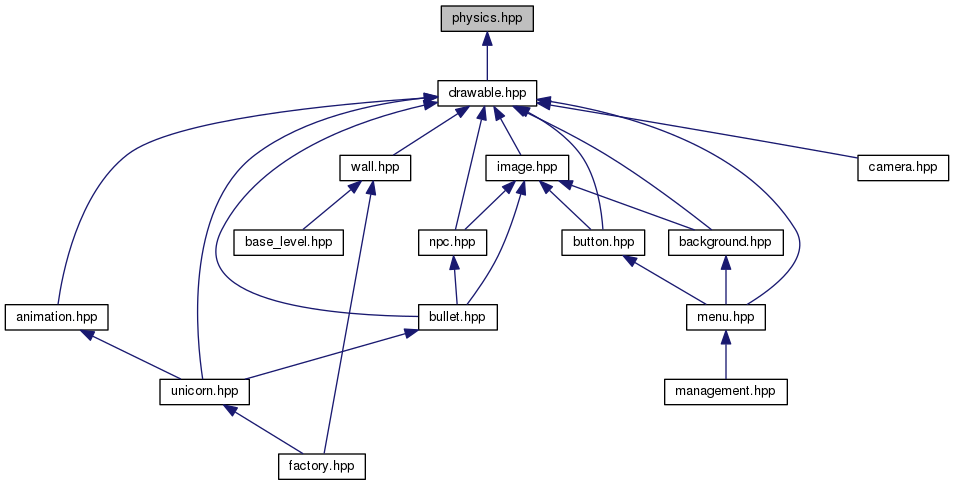 physics.hpp
drawable.hpp
wall.hpp
image.hpp
camera.hpp
base_level.hpp
npc.hpp
button.hpp
background.hpp
animation.hpp
bullet.hpp
menu.hpp
unicorn.hpp
management.hpp
factory.hpp